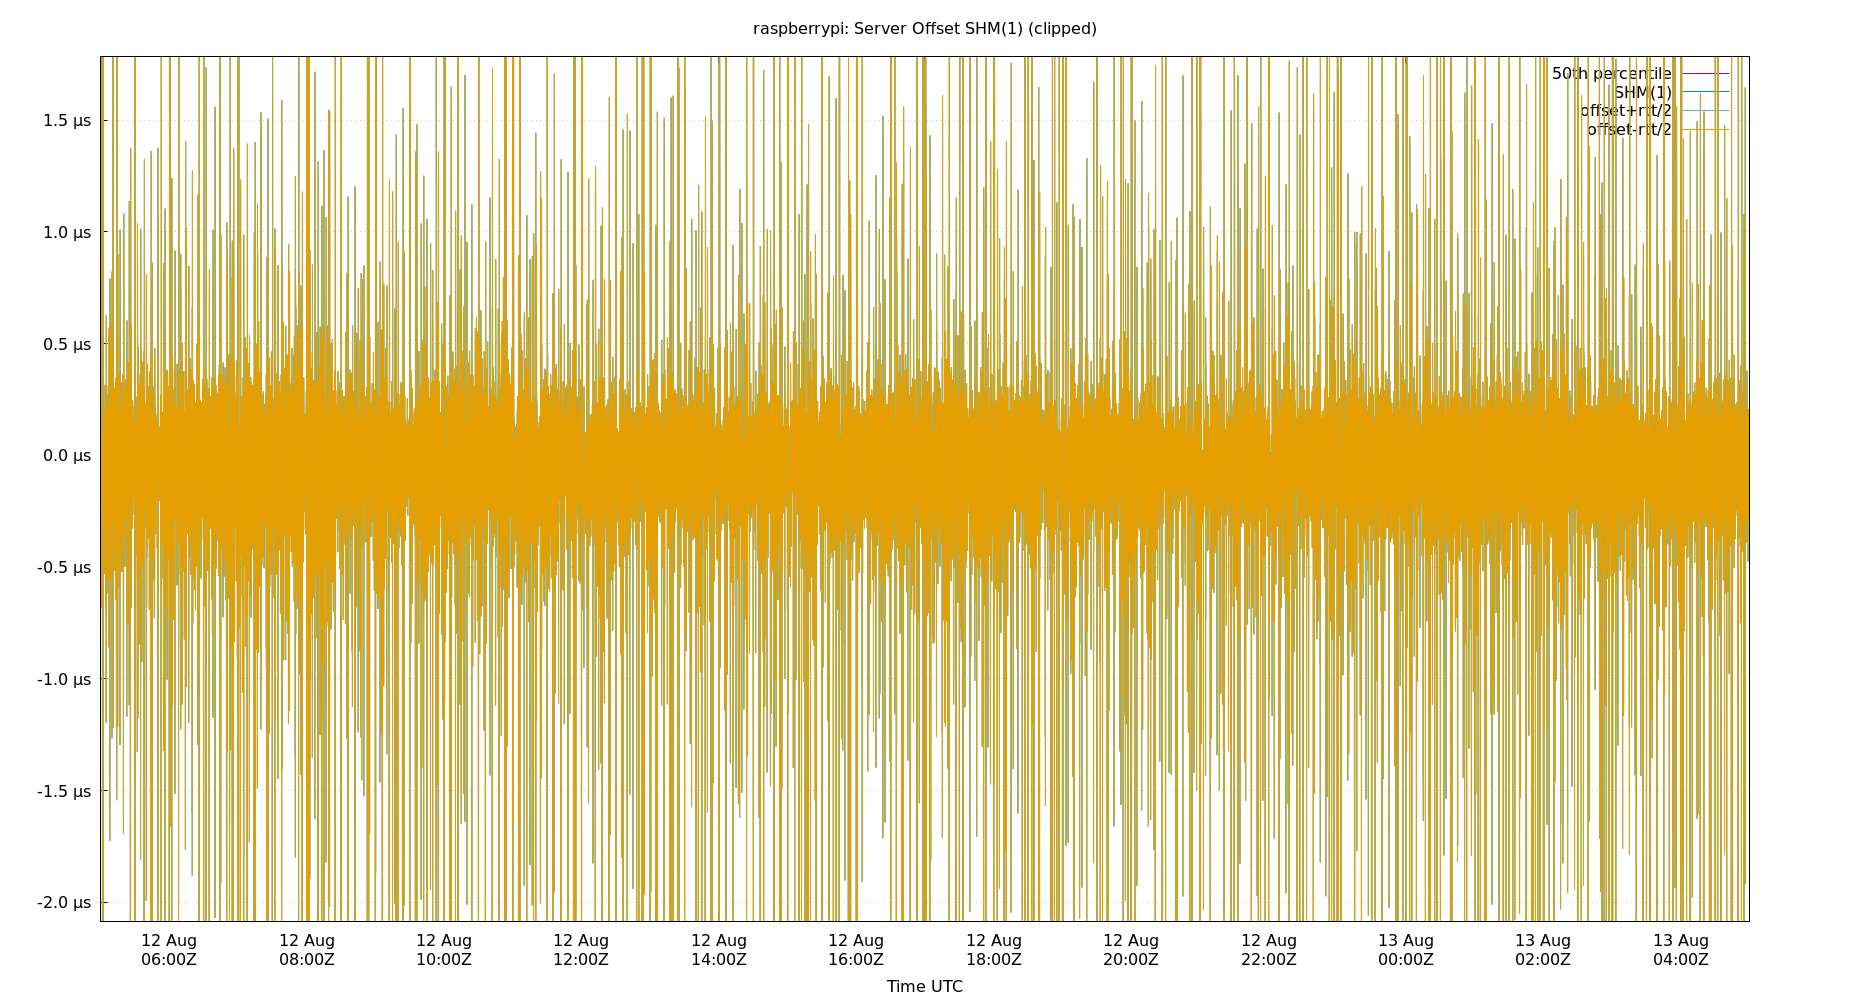 raspberrypi: Server Offset SHM(1) (clipped)
50th percentile
SHM(1)
offset+rtt/2
offset-rtt/2
1.5 µs
1.0 µs
0.5 µs
0.0 µs
-0.5 µs
-1.0 µs
-1.5 µs
-2.0 µs
12 Aug 12 Aug 12 Aug 12 Aug 12 Aug 12 Aug 12 Aug 12 Aug 12 Aug 13 Aug 13 Aug 13 Aug
06:00Z 08:00Z 10:00Z 12:00Z 14:00Z 16:00Z 18:00Z 20:00Z 22:00Z 00:00Z 02:00Z 04:00Z
Time UTC